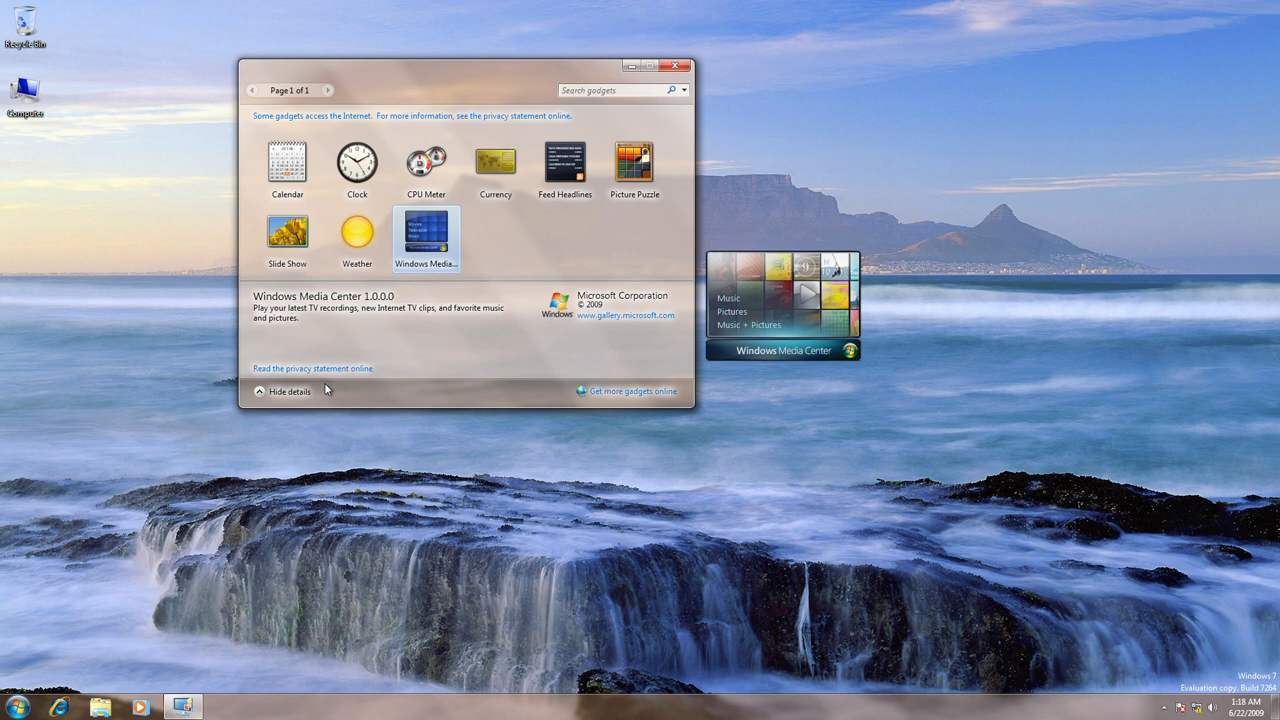 Recycle Bin
Computer
Page 1 of 1
Search gadgets
Some gadgets access the Internet. For more information, see the privacy statement online.
Calendar
Clock
CPU Meter
Currency
Feed Headlines
Picture Puzzle
Slide Show
Weather
Windows Media...
Windows Media Center 1.0.0.0
Play your latest TV recordings, new Internet TV clips, and favorite music
and pictures.
Windows
Microsoft Corporation
© 2009
www.gallery.microsoft.com
Read the privacy statement online
Hide details
Get more gadgets online
Music
Pictures
Music + Pictures
Windows Media Center
Windows 7
Evaluation copy. Build 7264
1:18 AM
6/22/2009